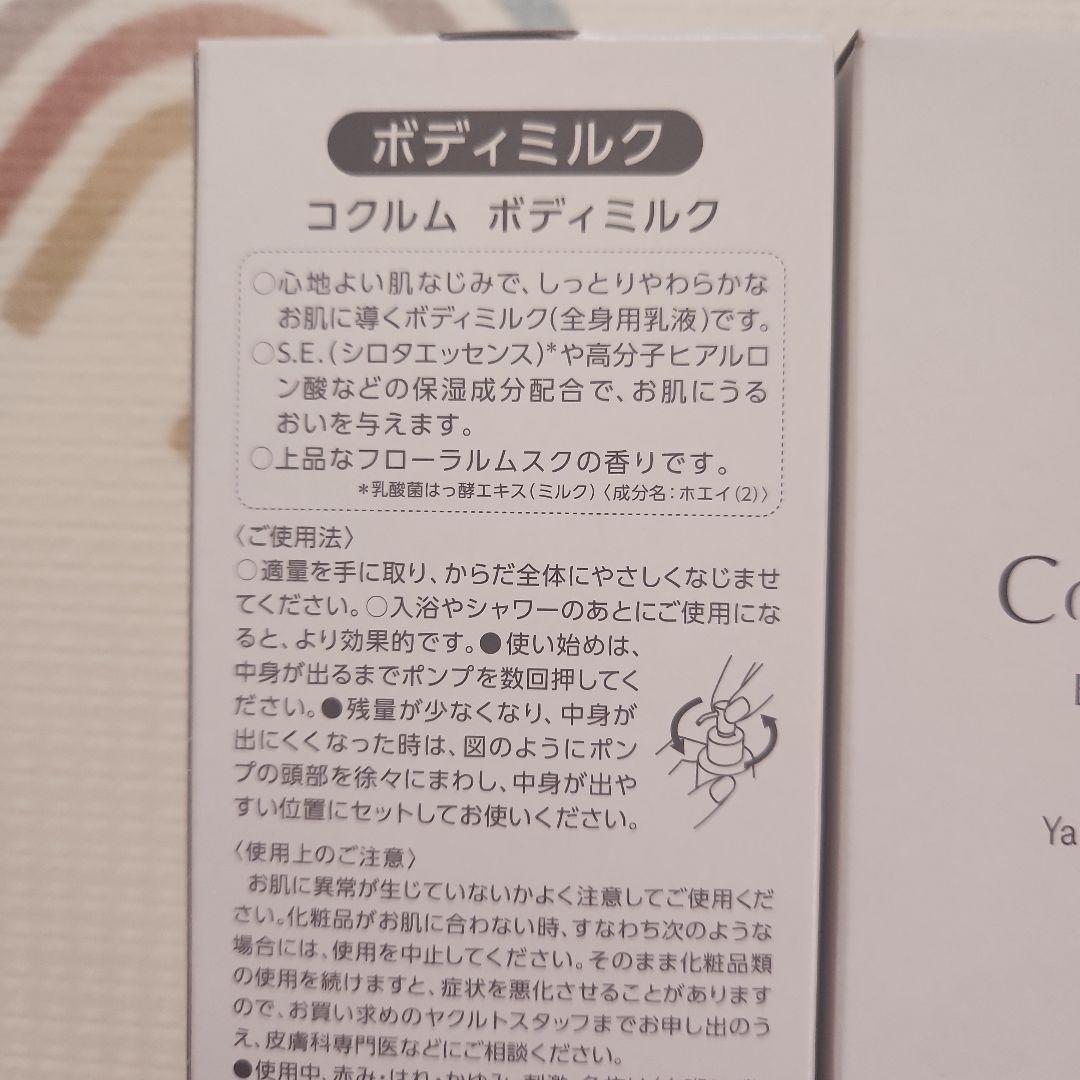 ボディミルク
コクルム ボディミルク
○心地よい肌なじみで、しっとりやわらかな
お肌に導くボディミルク(全身用乳液)です。
○S.E.(シロタエッセンス)*や高分子ヒアルロ
ン酸などの保湿成分配合で、お肌にうる
おいを与えます。
○上品なフローラルムスクの香りです。
*乳酸菌はっ酵エキス(ミルク)〈成分名:ホエイ(2)〉
〈ご使用法〉
○適量を手に取り、からだ全体にやさしくなじませ
てください。○入浴やシャワーのあとにご使用にな
ると、より効果的です。●使い始めは、
中身が出るまでポンプを数回押してく
ださい。●残量が少なくなり、中身が
出にくくなった時は、図のようにポン
プの頭部を徐々にまわし、中身が出や
すい位置にセットしてお使いください。
〈使用上のご注意〉
お肌に異常が生じていないかよく注意してご使用くだ
さい。化粧品がお肌に合わない時、すなわち次のような
場合には、使用を中止してください。そのまま化粧品類
の使用を続けますと、症状を悪化させることがあります
ので、お買い求めのヤクルトスタッフまでお申し出のう
え、皮膚科専門医などにご相談ください。
●使用中、赤み・はれ・かゆみ・刺激、
Co
Ya